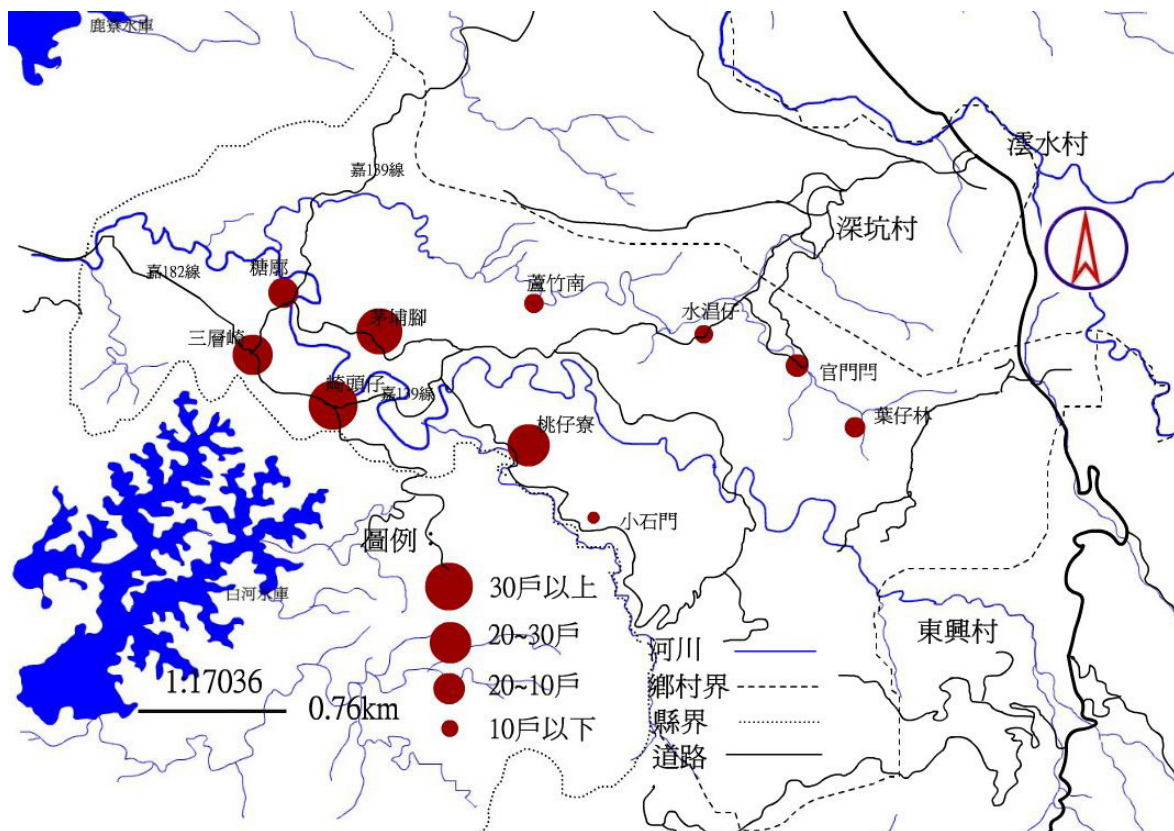 鹿寮水庫
澐水村
嘉139線
深坑村
糖廍
嘉182線
蘆竹南
茅埔腳
水漄仔
三層崎
官門門
崎頭仔
嘉139線
桃仔寮
葉仔林
小石門
圖例：
30戶以上
白河水庫
20~30戶
東興村
河川
1:17036
20~10戶
鄉村界
0.76km
10戶以下
縣界
道路